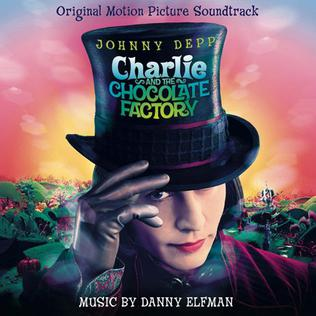 Original Motion Picture Soundtrack
JOHNNY DEPP
Charlie
AND THE
CHOCOLATE
FACTORY
MUSIC BY DANNY ELFMAN